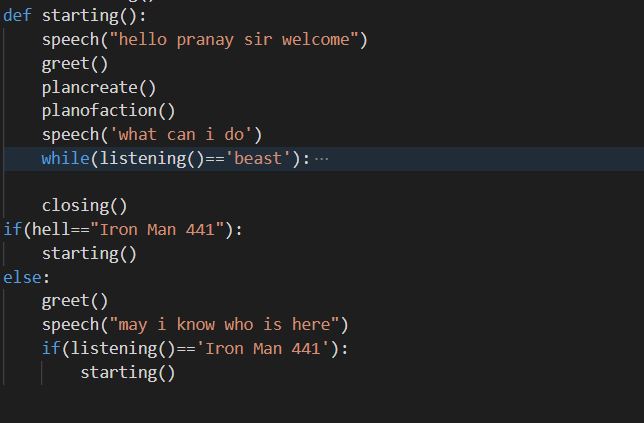 def starting():
    speech("hello pranay sir welcome")
    greet()
    plancreate()
    planofaction()
    speech('what can i do')
    while(listening()=='beast'):···
    closing()
if(hell=="Iron Man 441"):
    starting()
else:
    greet()
    speech("may i know who is here")
    if(listening()=='Iron Man 441'):
        starting()